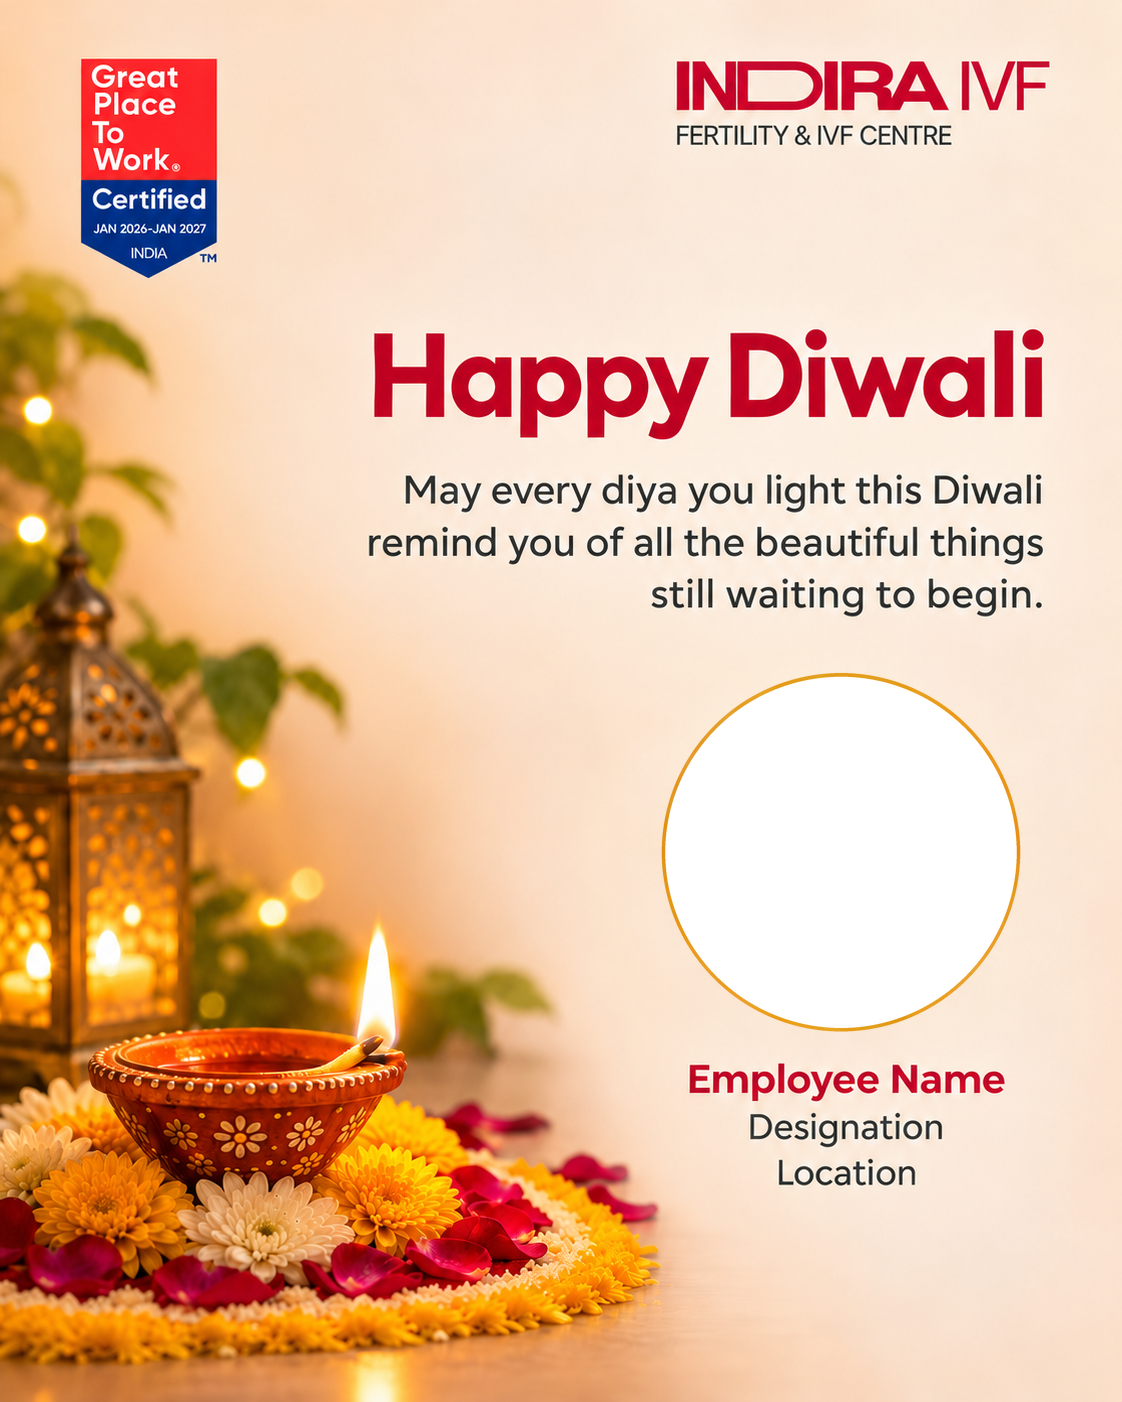 Great
Place
To
Work®
Certified
JAN 2026-JAN 2027
INDIA
TM
INDIRA IVF
FERTILITY & IVF CENTRE
Happy Diwali
May every diya you light this Diwali
remind you of all the beautiful things
still waiting to begin.
Employee Name
Designation
Location